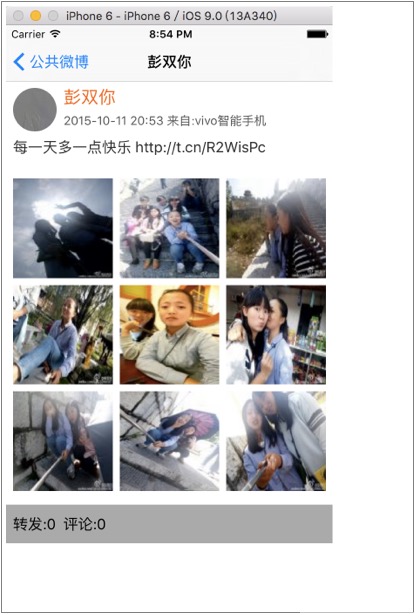 iPhone 6 - iPhone 6 / iOS 9.0 (13A340)
Carrier 8:54 PM
公共微博 彭双你
彭双你
2015-10-11 20:53 来自:vivo智能手机
每一天多一点快乐 http://t.cn/R2WisPc
转发:0 评论:0